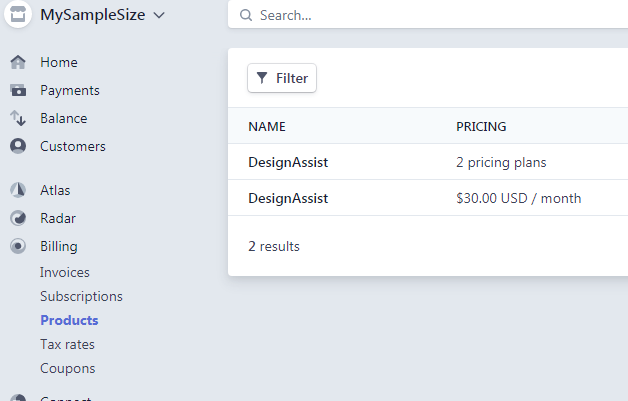 MySampleSize
Search...
Home
Payments
Balance
Customers
Atlas
Radar
Billing
Invoices
Subscriptions
Products
Tax rates
Coupons
Connect
Filter
NAME PRICING
DesignAssist 2 pricing plans
DesignAssist $30.00 USD / month
2 results